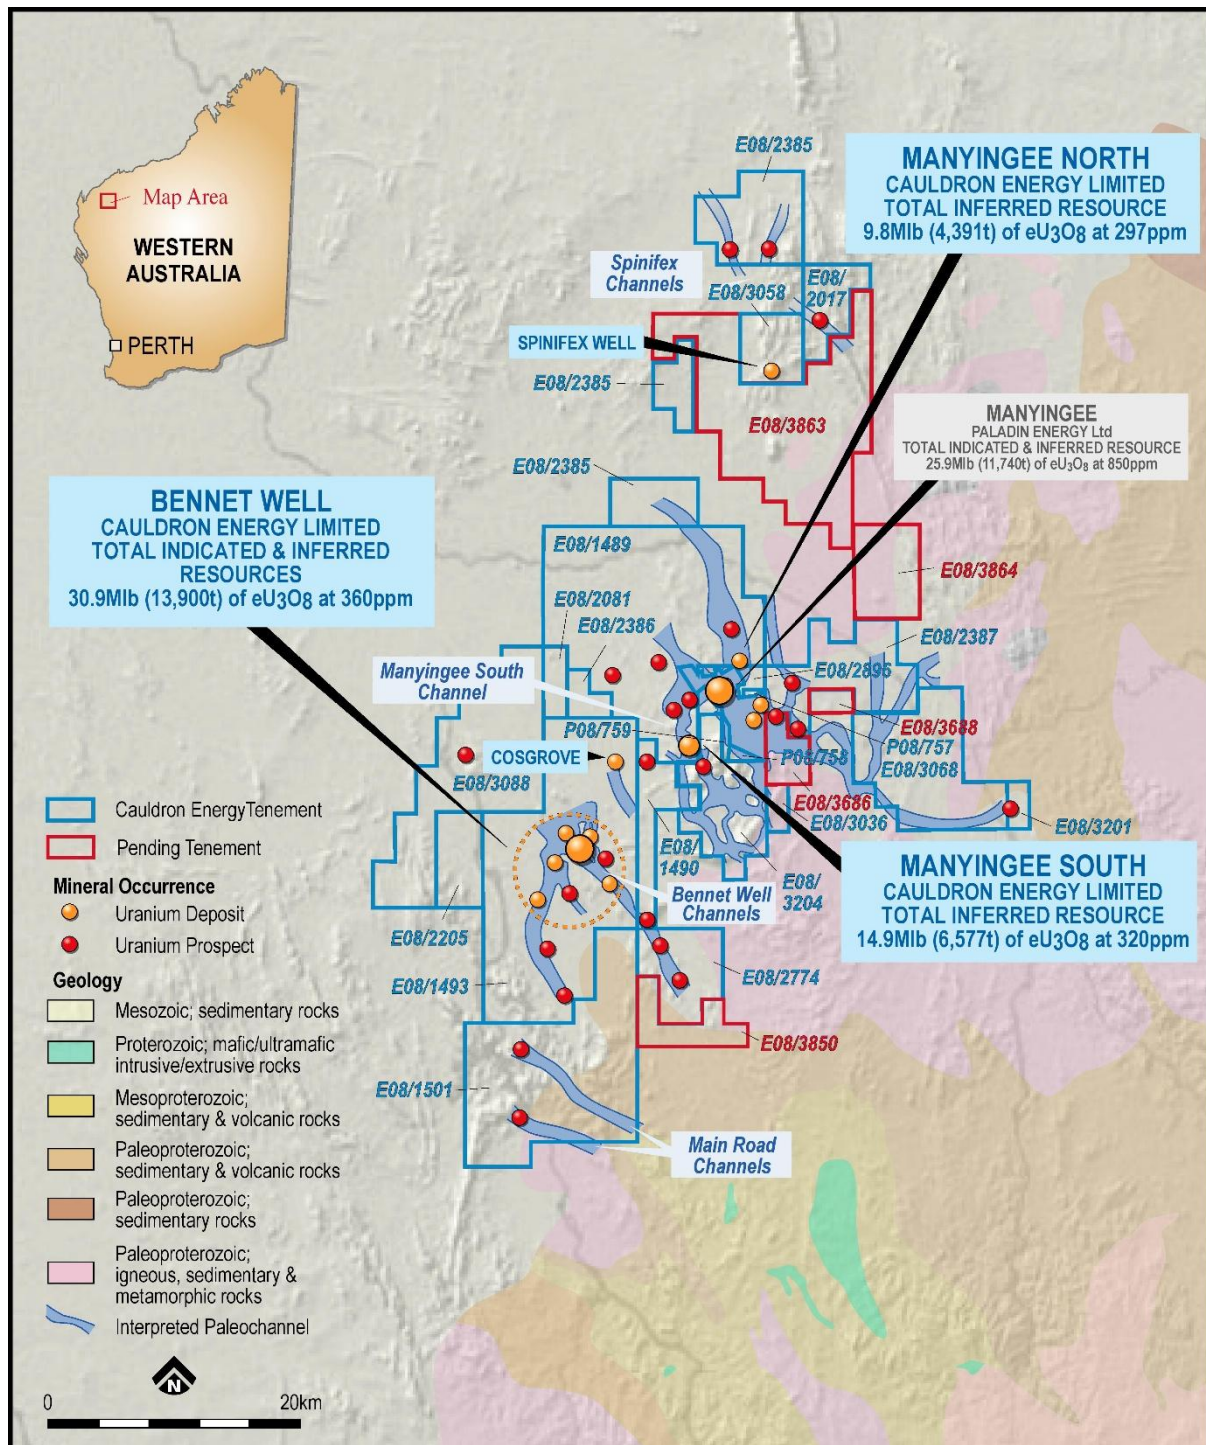 Map Area
WESTERN
AUSTRALIA
PERTH
E08/2385
MANYINGEE NORTH
CAULDRON ENERGY LIMITED
TOTAL INFERRED RESOURCE
9.8Mlb (4,391t) of eU3O8 at 297ppm
Spinifex
Channels
E08/3058
E08/
2017
SPINIFEX WELL
E08/2385
E08/3863
MANYINGEE
PALADIN ENERGY Ltd
TOTAL INDICATED & INFERRED RESOURCE
25.9Mlb (11,740t) of eU3O8 at 850ppm
E08/2385
BENNET WELL
CAULDRON ENERGY LIMITED
TOTAL INDICATED & INFERRED
RESOURCES
30.9Mlb (13,900t) of eU3O8 at 360ppm
E08/1489
E08/3864
E08/2081
E08/2386
E08/2387
Manyingee South
Channel
E08/2896
E08/3688
P08/759
P08/757
P08/758
COSGROVE
E08/3068
E08/3088
E08/3686
E08/3036
E08/3201
E08/
1490
E08/
3204
Bennet Well
Channels
MANYINGEE SOUTH
CAULDRON ENERGY LIMITED
TOTAL INFERRED RESOURCE
14.9Mlb (6,577t) of eU3O8 at 320ppm
E08/2205
E08/1493
E08/2774
E08/3850
E08/1501
Main Road
Channels
Cauldron EnergyTenement
Pending Tenement
Mineral Occurrence
Uranium Deposit
Uranium Prospect
Geology
Mesozoic; sedimentary rocks
Proterozoic; mafic/ultramafic
intrusive/extrusive rocks
Mesoproterozoic;
sedimentary & volcanic rocks
Paleoproterozoic;
sedimentary & volcanic rocks
Paleoproterozoic;
sedimentary rocks
Paleoproterozoic;
igneous, sedimentary &
metamorphic rocks
Interpreted Paleochannel
N
0 20km